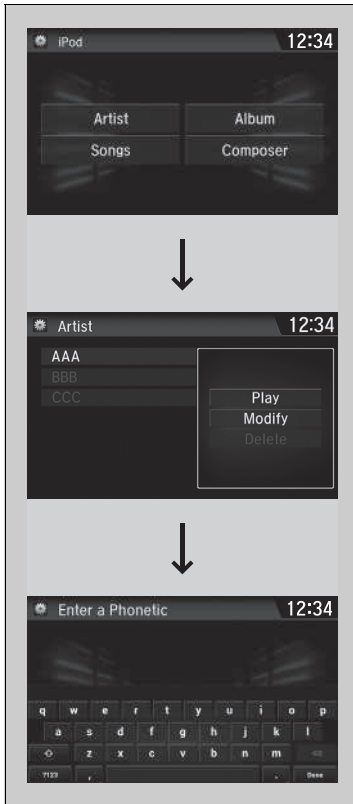 iPod 12:34
Artist Album
Songs Composer
Artist 12:34
AAA
BBB
CCC
Play
Modify
Delete
Enter a Phonetic 12:34
q w e r t y u i o p
a s d f g h j k l
z x c v b n m
?123 , . Done